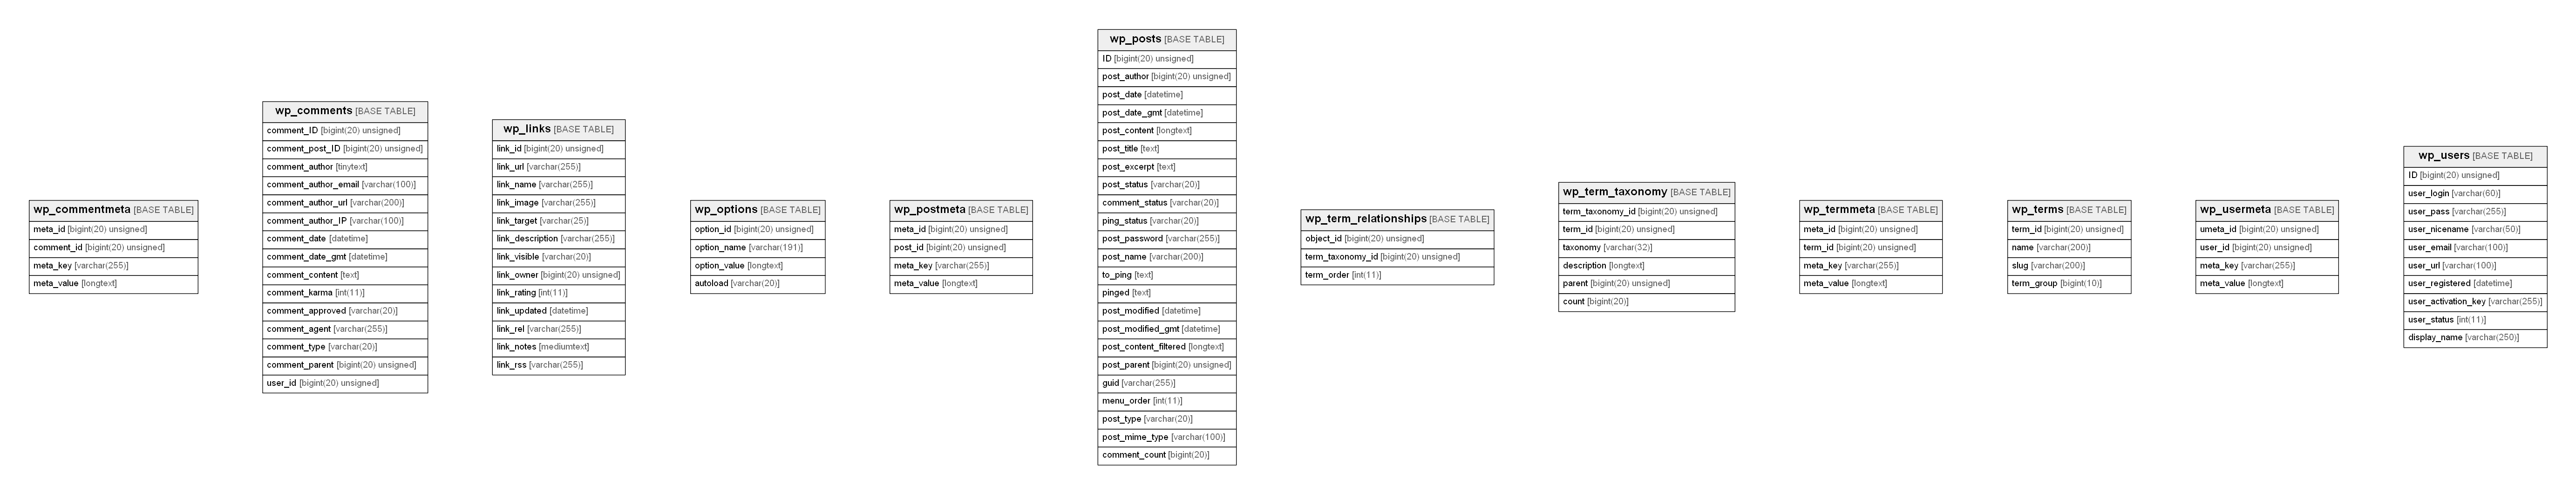 wp_commentmeta [BASE TABLE]
meta_id [bigint(20) unsigned]
comment_id [bigint(20) unsigned]
meta_key [varchar(255)]
meta_value [longtext]
wp_comments [BASE TABLE]
comment_ID [bigint(20) unsigned]
comment_post_ID [bigint(20) unsigned]
comment_author [tinytext]
comment_author_email [varchar(100)]
comment_author_url [varchar(200)]
comment_author_IP [varchar(100)]
comment_date [datetime]
comment_date_gmt [datetime]
comment_content [text]
comment_karma [int(11)]
comment_approved [varchar(20)]
comment_agent [varchar(255)]
comment_type [varchar(20)]
comment_parent [bigint(20) unsigned]
user_id [bigint(20) unsigned]
wp_links [BASE TABLE]
link_id [bigint(20) unsigned]
link_url [varchar(255)]
link_name [varchar(255)]
link_image [varchar(255)]
link_target [varchar(25)]
link_description [varchar(255)]
link_visible [varchar(20)]
link_owner [bigint(20) unsigned]
link_rating [int(11)]
link_updated [datetime]
link_rel [varchar(255)]
link_notes [mediumtext]
link_rss [varchar(255)]
wp_options [BASE TABLE]
option_id [bigint(20) unsigned]
option_name [varchar(191)]
option_value [longtext]
autoload [varchar(20)]
wp_postmeta [BASE TABLE]
meta_id [bigint(20) unsigned]
post_id [bigint(20) unsigned]
meta_key [varchar(255)]
meta_value [longtext]
wp_posts [BASE TABLE]
ID [bigint(20) unsigned]
post_author [bigint(20) unsigned]
post_date [datetime]
post_date_gmt [datetime]
post_content [longtext]
post_title [text]
post_excerpt [text]
post_status [varchar(20)]
comment_status [varchar(20)]
ping_status [varchar(20)]
post_password [varchar(255)]
post_name [varchar(200)]
to_ping [text]
pinged [text]
post_modified [datetime]
post_modified_gmt [datetime]
post_content_filtered [longtext]
post_parent [bigint(20) unsigned]
guid [varchar(255)]
menu_order [int(11)]
post_type [varchar(20)]
post_mime_type [varchar(100)]
comment_count [bigint(20)]
wp_term_relationships [BASE TABLE]
object_id [bigint(20) unsigned]
term_taxonomy_id [bigint(20) unsigned]
term_order [int(11)]
wp_term_taxonomy [BASE TABLE]
term_taxonomy_id [bigint(20) unsigned]
term_id [bigint(20) unsigned]
taxonomy [varchar(32)]
description [longtext]
parent [bigint(20) unsigned]
count [bigint(20)]
wp_termmeta [BASE TABLE]
meta_id [bigint(20) unsigned]
term_id [bigint(20) unsigned]
meta_key [varchar(255)]
meta_value [longtext]
wp_terms [BASE TABLE]
term_id [bigint(20) unsigned]
name [varchar(200)]
slug [varchar(200)]
term_group [bigint(10)]
wp_usermeta [BASE TABLE]
umeta_id [bigint(20) unsigned]
user_id [bigint(20) unsigned]
meta_key [varchar(255)]
meta_value [longtext]
wp_users [BASE TABLE]
ID [bigint(20) unsigned]
user_login [varchar(60)]
user_pass [varchar(255)]
user_nicename [varchar(50)]
user_email [varchar(100)]
user_url [varchar(100)]
user_registered [datetime]
user_activation_key [varchar(255)]
user_status [int(11)]
display_name [varchar(250)]